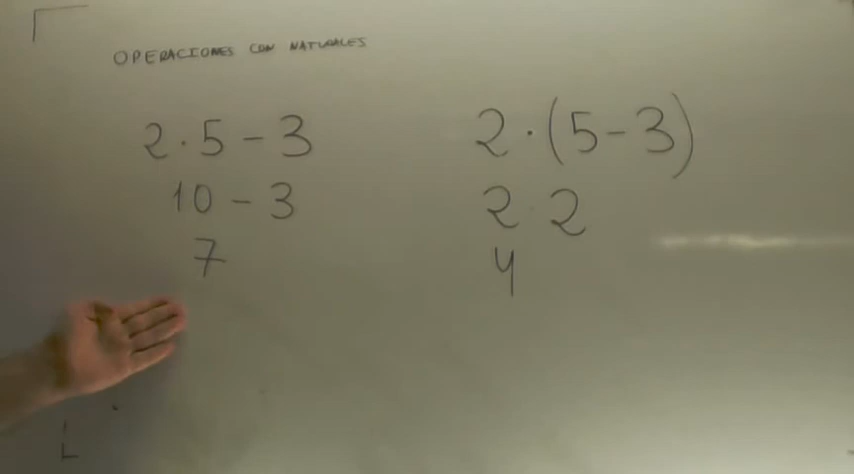 OPERACIONES CON NATURALES
2 · 5 - 3
10 - 3
7
2 · (5 - 3)
2 · 2
4